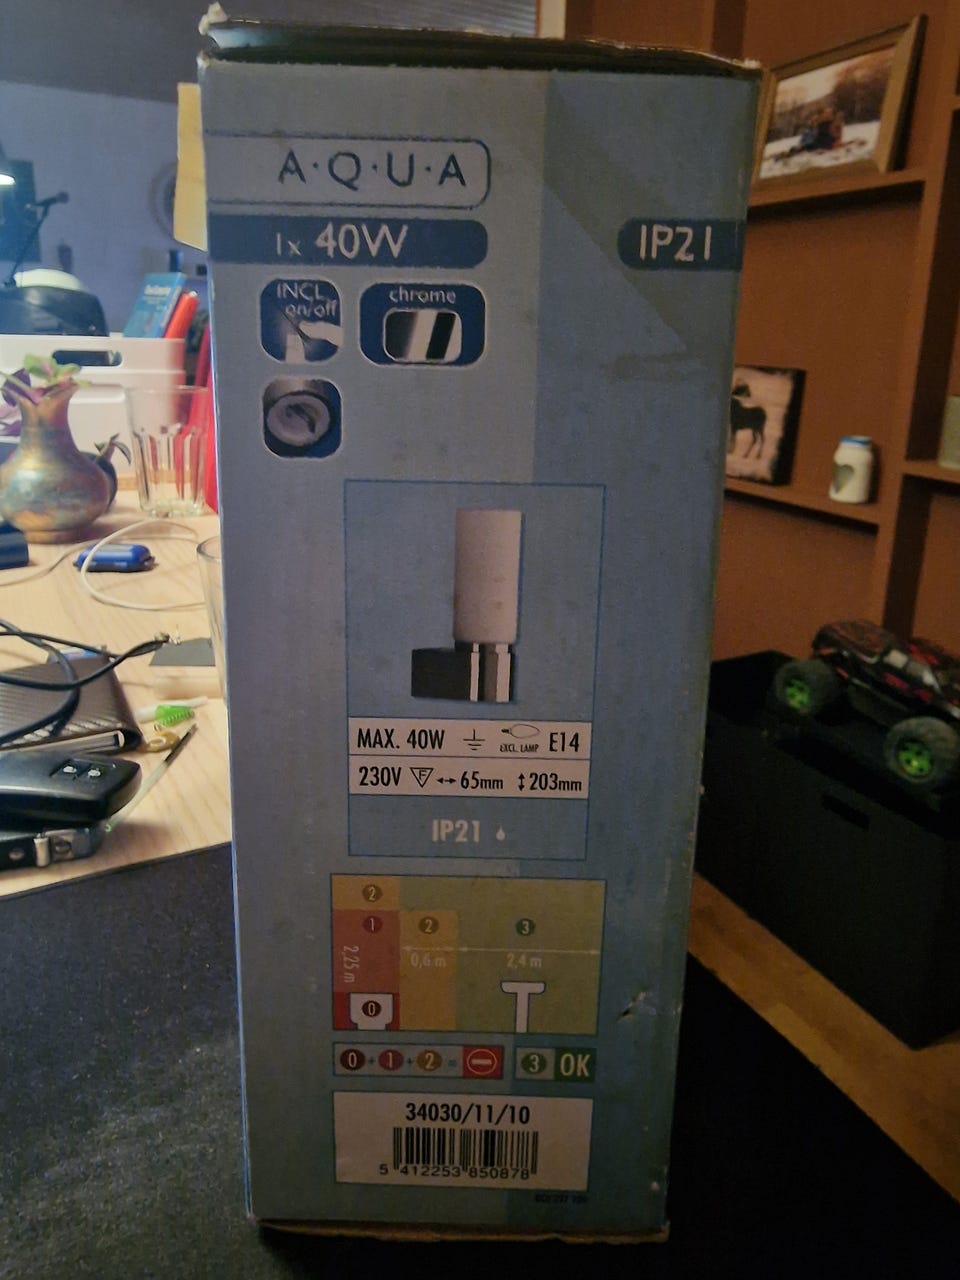 A·Q·U·A
1x 40W
IP21
INCL.
on/off
chrome
MAX. 40W EXCL. LAMP E14
230V F 65mm 203mm
IP21
2
1 2 3
2,25 m 0,6 m 2,4 m
0
0 + 1 + 2 = 3 OK
34030/11/10
5 412253 850878